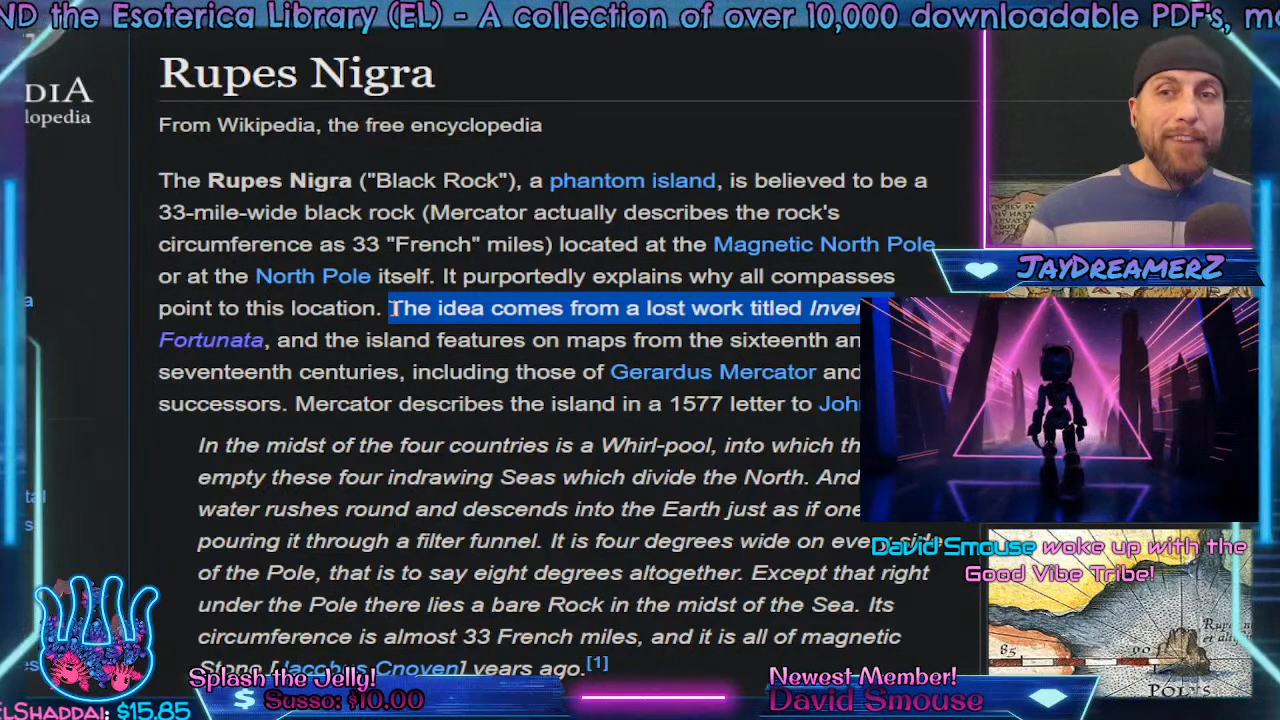 ND the Esoterica Library (EL) - A collection of over 10,000 downloadable PDF's, mo
DIA
lopedia
Rupes Nigra
From Wikipedia, the free encyclopedia
The Rupes Nigra ("Black Rock"), a phantom island, is believed to be a
33-mile-wide black rock (Mercator actually describes the rock's
circumference as 33 "French" miles) located at the Magnetic North Pole
or at the North Pole itself. It purportedly explains why all compasses
point to this location. The idea comes from a lost work titled Inven
Fortunata, and the island features on maps from the sixteenth an
seventeenth centuries, including those of Gerardus Mercator and
successors. Mercator describes the island in a 1577 letter to John
In the midst of the four countries is a Whirl-pool, into which th
empty these four indrawing Seas which divide the North. And
water rushes round and descends into the Earth just as if one
pouring it through a filter funnel. It is four degrees wide on every side
of the Pole, that is to say eight degrees altogether. Except that right
under the Pole there lies a bare Rock in the midst of the Sea. Its
circumference is almost 33 French miles, and it is all of magnetic
Stone [Jacobus Cnoyen] years ago.[1]
JayDreamerZ
David Smouse woke up with the
Good Vibe Tribe!
85
90
POLVS
Splash the Jelly!
$ Susso: $10.00
Newest Member!
David Smouse
ElShaddai: $15.85